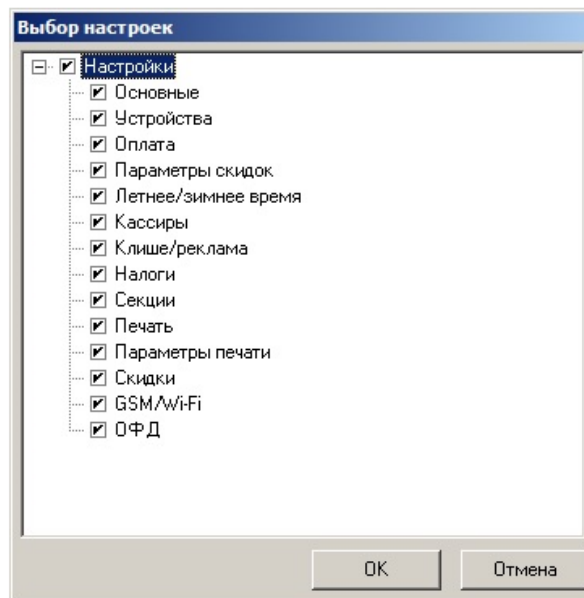 Выбор настроек
Настройки
Основные
Устройства
Оплата
Параметры скидок
Летнее/зимнее время
Кассиры
Клише/реклама
Налоги
Секции
Печать
Параметры печати
Скидки
GSM/Wi-Fi
ОФД
OK
Отмена